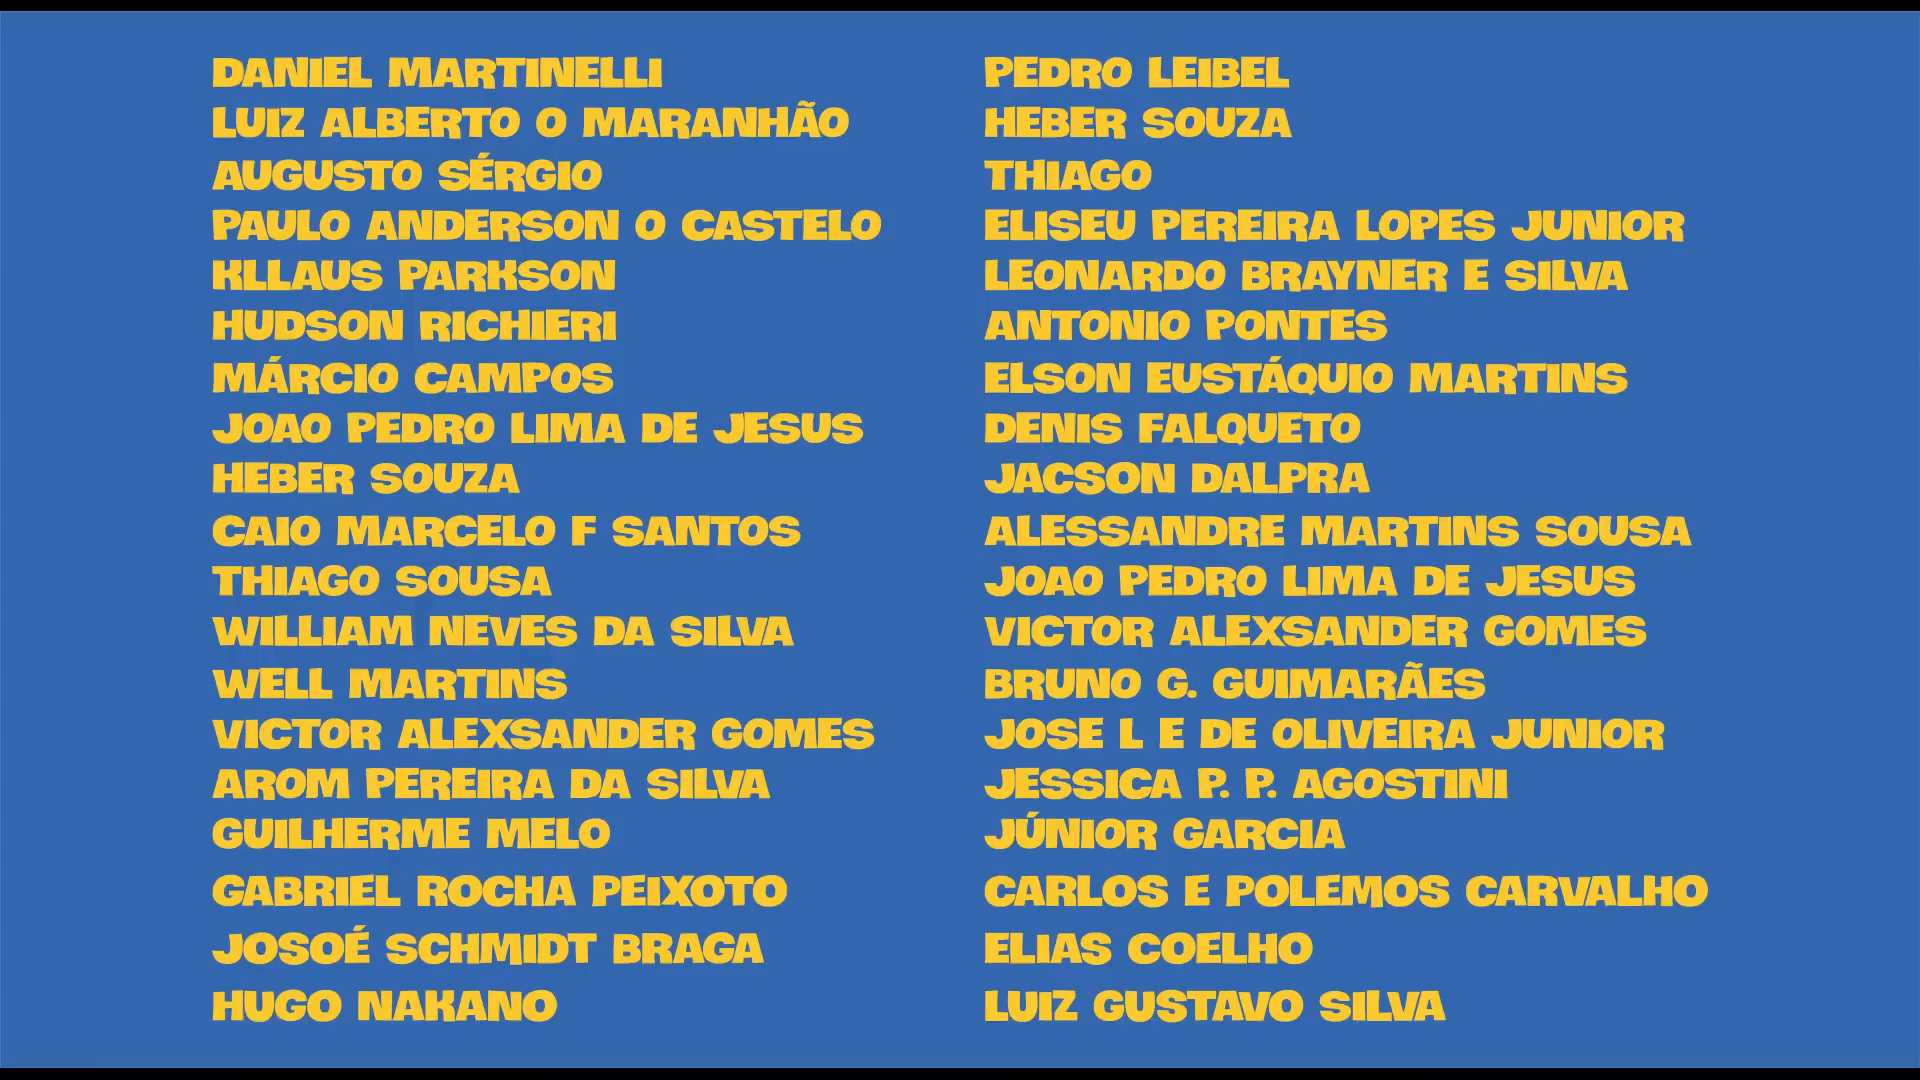 DANIEL MARTINELLI
LUIZ ALBERTO O MARANHÃO
AUGUSTO SÉRGIO
PAULO ANDERSON O CASTELO
KLLAUS PARKSON
HUDSON RICHIERI
MÁRCIO CAMPOS
JOAO PEDRO LIMA DE JESUS
HEBER SOUZA
CAIO MARCELO F SANTOS
THIAGO SOUSA
WILLIAM NEVES DA SILVA
WELL MARTINS
VICTOR ALEXSANDER GOMES
AROM PEREIRA DA SILVA
GUILHERME MELO
GABRIEL ROCHA PEIXOTO
JOSOÉ SCHMIDT BRAGA
HUGO NAKANO
PEDRO LEIBEL
HEBER SOUZA
THIAGO
ELISEU PEREIRA LOPES JUNIOR
LEONARDO BRAYNER E SILVA
ANTONIO PONTES
ELSON EUSTÁQUIO MARTINS
DENIS FALQUETO
JACSON DALPRA
ALESSANDRE MARTINS SOUSA
JOAO PEDRO LIMA DE JESUS
VICTOR ALEXSANDER GOMES
BRUNO G. GUIMARÃES
JOSE L E DE OLIVEIRA JUNIOR
JESSICA P. P. AGOSTINI
JÚNIOR GARCIA
CARLOS E POLEMOS CARVALHO
ELIAS COELHO
LUIZ GUSTAVO SILVA